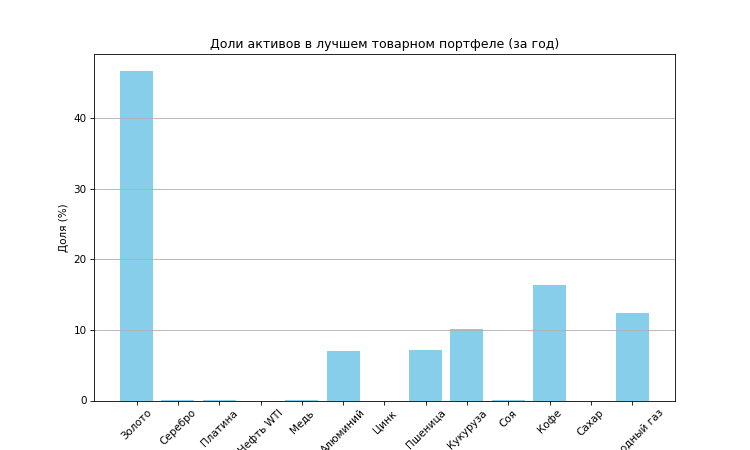 Доли активов в лучшем товарном портфеле (за год)
Доля (%)
40
30
20
10
0
Золото
Серебро
Платина
Нефть WTI
Медь
Алюминий
Цинк
Пшеница
Кукуруза
Соя
Кофе
Сахар
одный газ